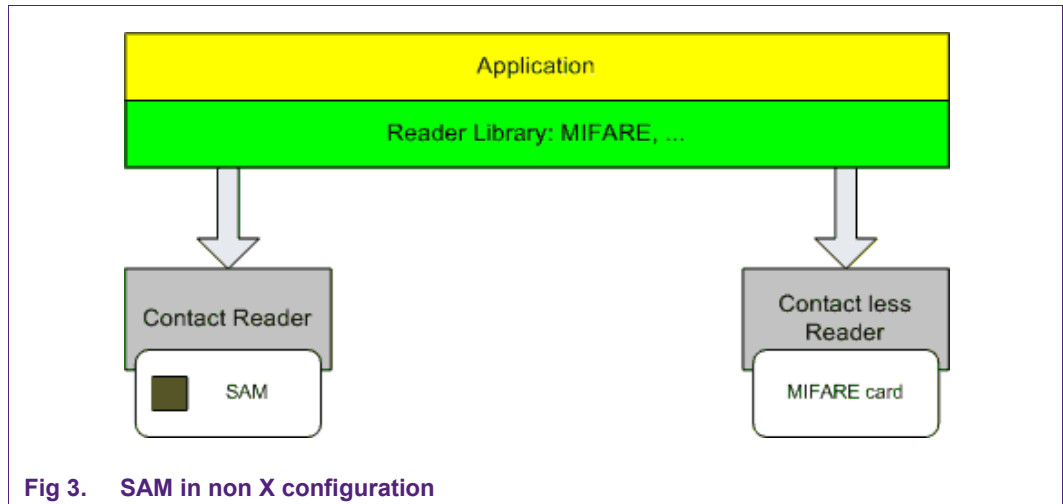 Application
Reader Library: MIFARE, ...
Contact Reader
Contact less
Reader
SAM
MIFARE card
Fig 3. SAM in non X configuration